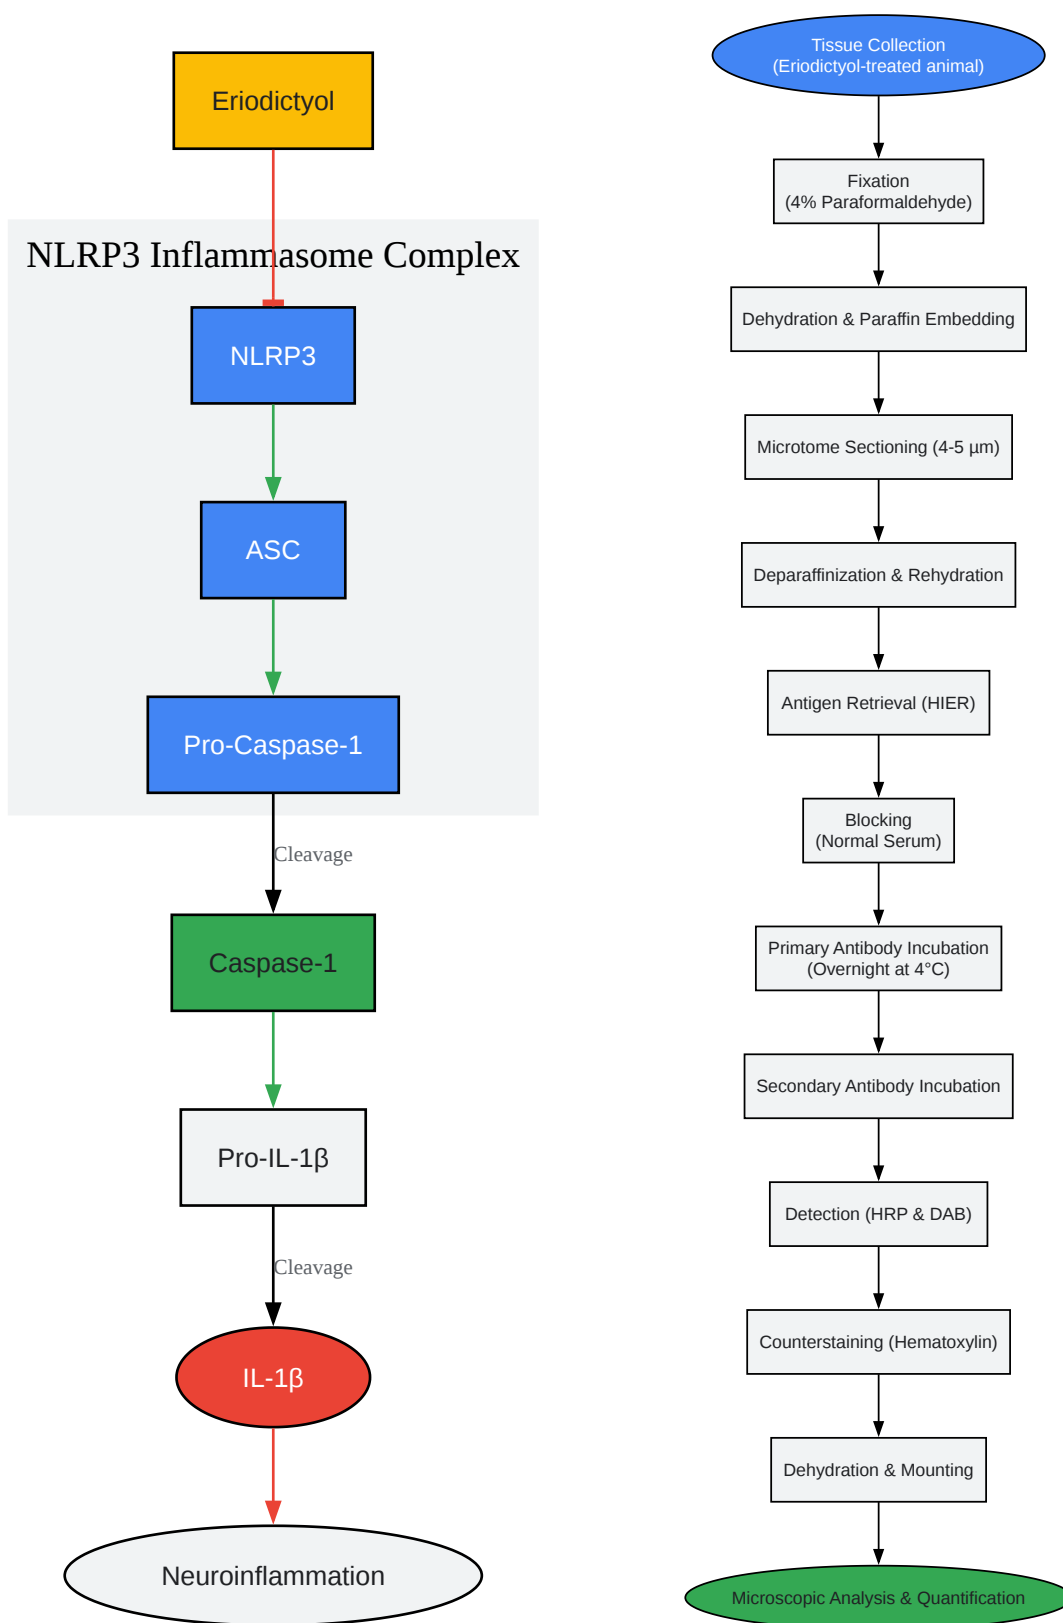 Eriodictyol
NLRP3 Inflammasome Complex
NLRP3
ASC
Pro-Caspase-1
Cleavage
Caspase-1
Pro-IL-1β
Cleavage
IL-1β
Neuroinflammation
Tissue Collection
(Eriodictyol-treated animal)
Fixation
(4% Paraformaldehyde)
Dehydration & Paraffin Embedding
Microtome Sectioning (4-5 µm)
Deparaffinization & Rehydration
Antigen Retrieval (HIER)
Blocking
(Normal Serum)
Primary Antibody Incubation
(Overnight at 4°C)
Secondary Antibody Incubation
Detection (HRP & DAB)
Counterstaining (Hematoxylin)
Dehydration & Mounting
Microscopic Analysis & Quantification